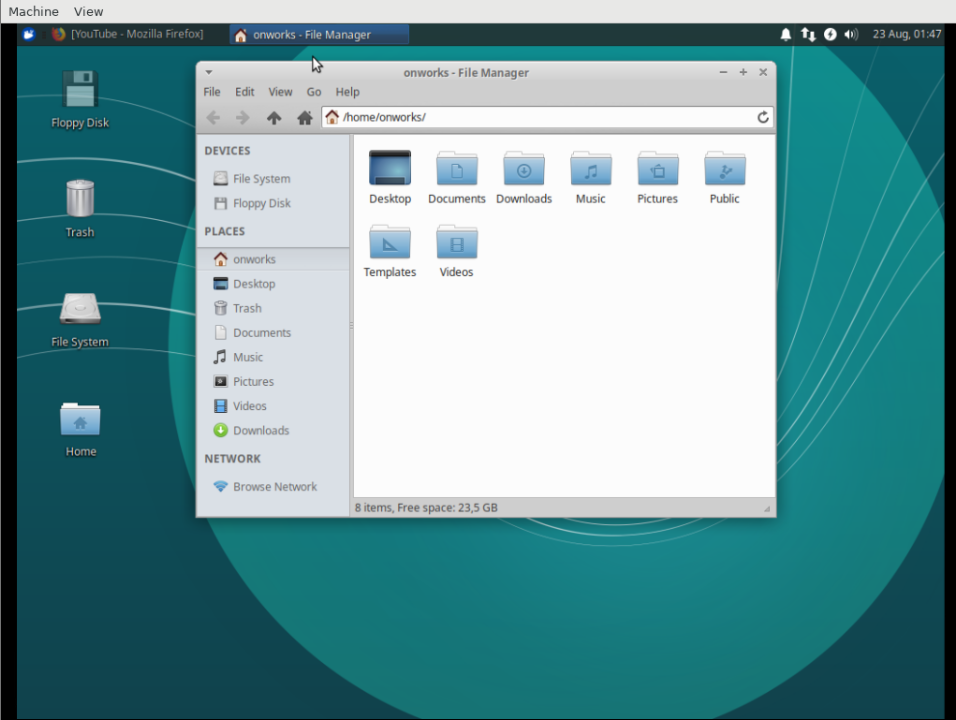 Machine View
[YouTube - Mozilla Firefox] onworks - File Manager 23 Aug, 01:47
onworks - File Manager
File Edit View Go Help
/home/onworks/
DEVICES
File System
Floppy Disk
PLACES
onworks
Desktop
Trash
Documents
Music
Pictures
Videos
Downloads
NETWORK
Browse Network
Desktop Documents Downloads Music Pictures Public
Templates Videos
8 items, Free space: 23,5 GB
Floppy Disk
Trash
File System
Home